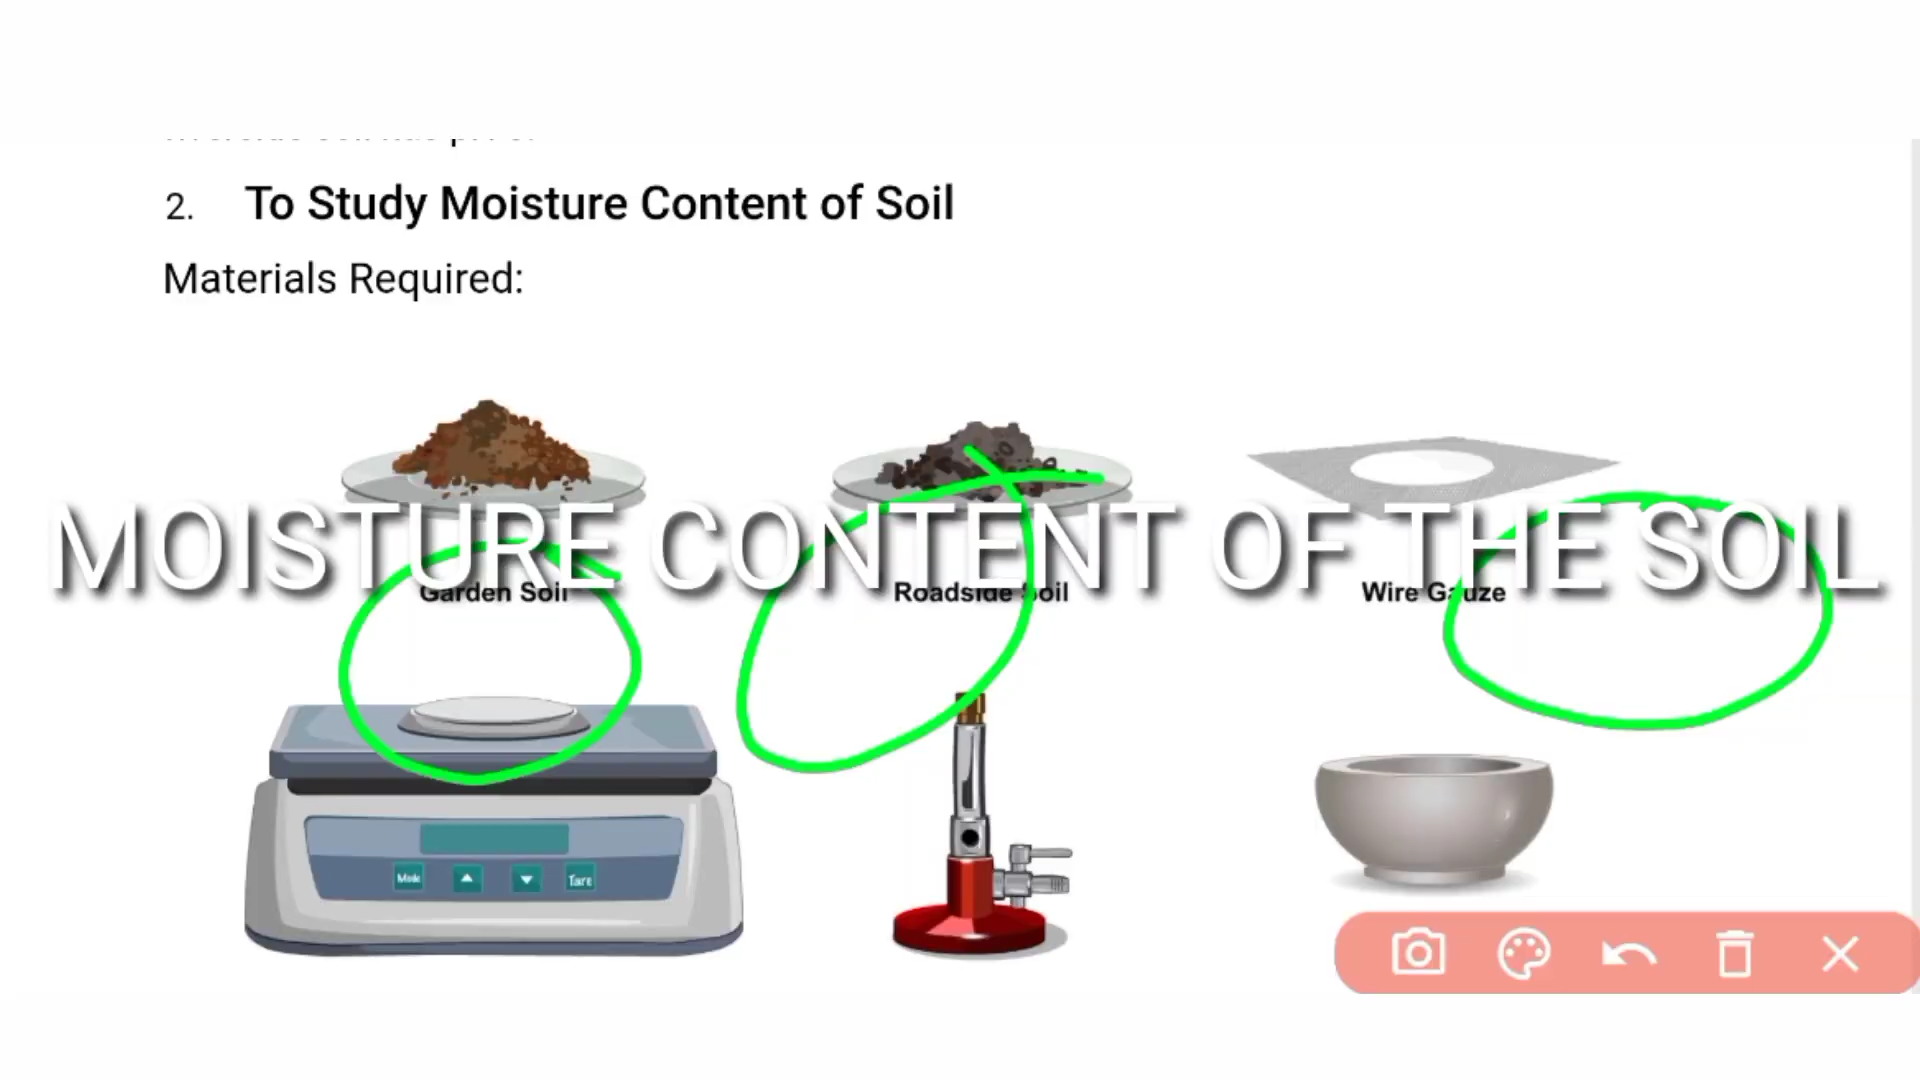 2. To Study Moisture Content of Soil
Materials Required:
MOISTURE CONTENT OF THE SOIL
Garden Soil Roadside Soil Wire Gauze
Mode Tare